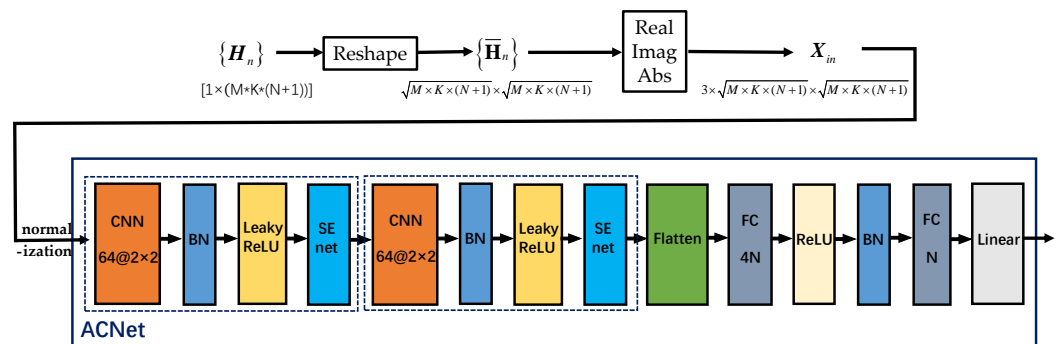 {H_n}
Reshape
{H̅_n}
Real
Imag
Abs
X_in
[1×(M*K*(N+1))]
√M×K×(N+1)×√M×K×(N+1)
3×√M×K×(N+1)×√M×K×(N+1)
normal
-ization
CNN
64@2×2
BN
Leaky
ReLU
SE
net
CNN
64@2×2
BN
Leaky
ReLU
SE
net
Flatten
FC
4N
ReLU
BN
FC
N
Linear
ACNet